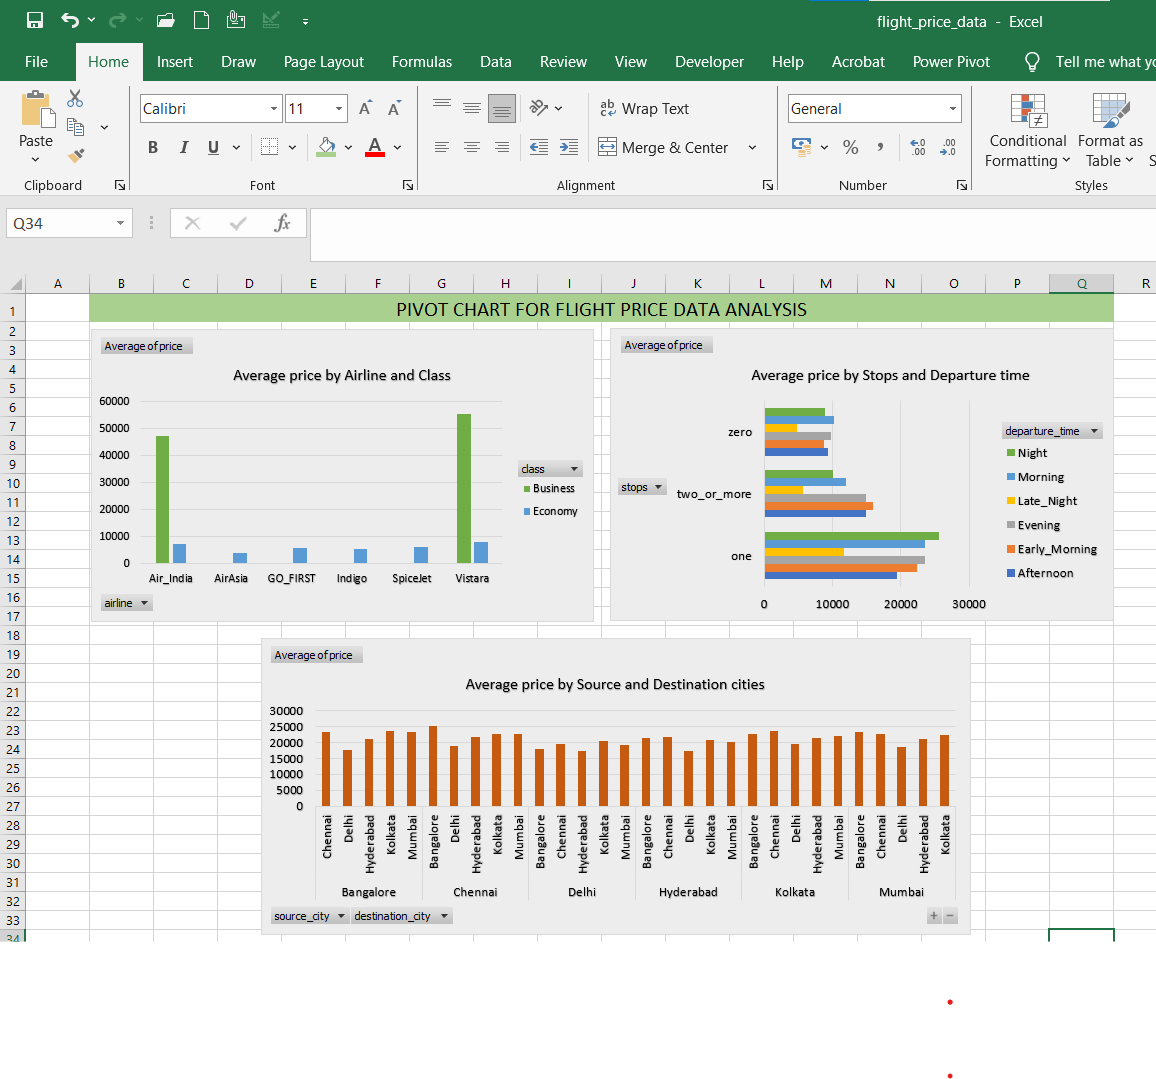 flight_price_data - Excel
File Home Insert Draw Page Layout Formulas Data Review View Developer Help Acrobat Power Pivot Tell me what
Paste
Calibri 11
B I U A
Wrap Text
Merge & Center
General
% ,
Conditional Formatting
Format as Table
Clipboard Font Alignment Number Styles
Q34 fx
A B C D E F G H I J K L M N O P Q R
1 PIVOT CHART FOR FLIGHT PRICE DATA ANALYSIS
2
3
4
5
6
7
8
9
10
11
12
13
14
15
16
17
18
19
20
21
22
23
24
25
26
27
28
29
30
31
32
33
34
Average of price
Average price by Airline and Class
60000
50000
40000
30000
20000
10000
0
Air_India AirAsia GO_FIRST Indigo SpiceJet Vistara
class
Business
Economy
airline
Average of price
Average price by Stops and Departure time
stops
zero
two_or_more
one
0 10000 20000 30000
departure_time
Night
Morning
Late_Night
Evening
Early_Morning
Afternoon
Average of price
Average price by Source and Destination cities
30000
25000
20000
15000
10000
5000
0
Chennai Delhi Hyderabad Kolkata Mumbai Bangalore Delhi Hyderabad Kolkata Mumbai Bangalore Chennai Hyderabad Kolkata Mumbai Bangalore Chennai Delhi Kolkata Mumbai Bangalore Chennai Delhi Hyderabad Mumbai Bangalore Chennai Delhi Hyderabad Kolkata
Bangalore Chennai Delhi Hyderabad Kolkata Mumbai
source_city destination_city + -